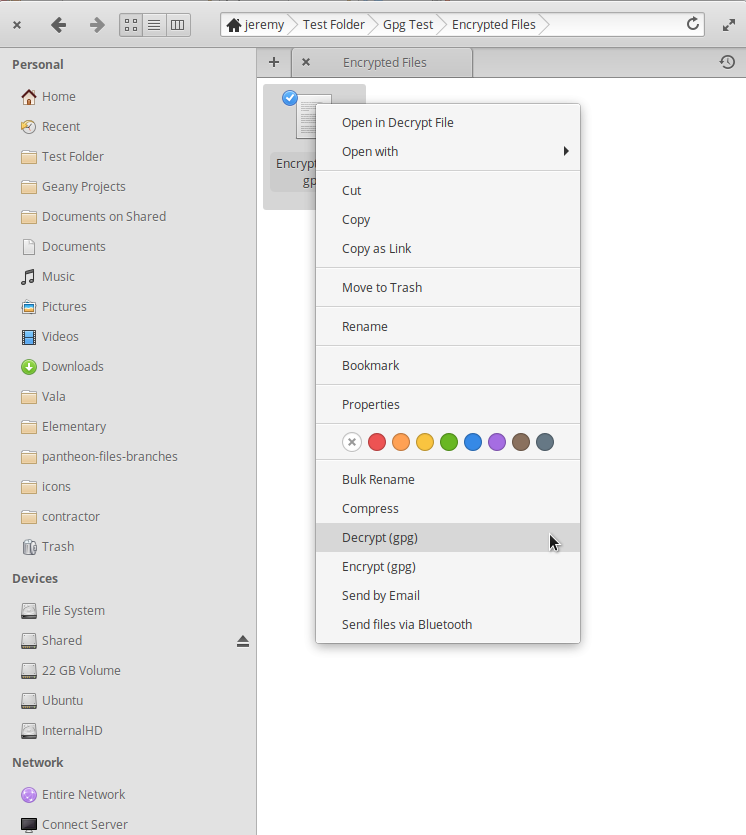 jeremy
Test Folder
Gpg Test
Encrypted Files
Personal
Home
Recent
Test Folder
Geany Projects
Documents on Shared
Documents
Music
Pictures
Videos
Downloads
Vala
Elementary
pantheon-files-branches
icons
contractor
Trash
Devices
File System
Shared
22 GB Volume
Ubuntu
InternalHD
Network
Entire Network
Connect Server
Encrypted Files
Encrypt
gp
Open in Decrypt File
Open with
Cut
Copy
Copy as Link
Move to Trash
Rename
Bookmark
Properties
Bulk Rename
Compress
Decrypt (gpg)
Encrypt (gpg)
Send by Email
Send files via Bluetooth